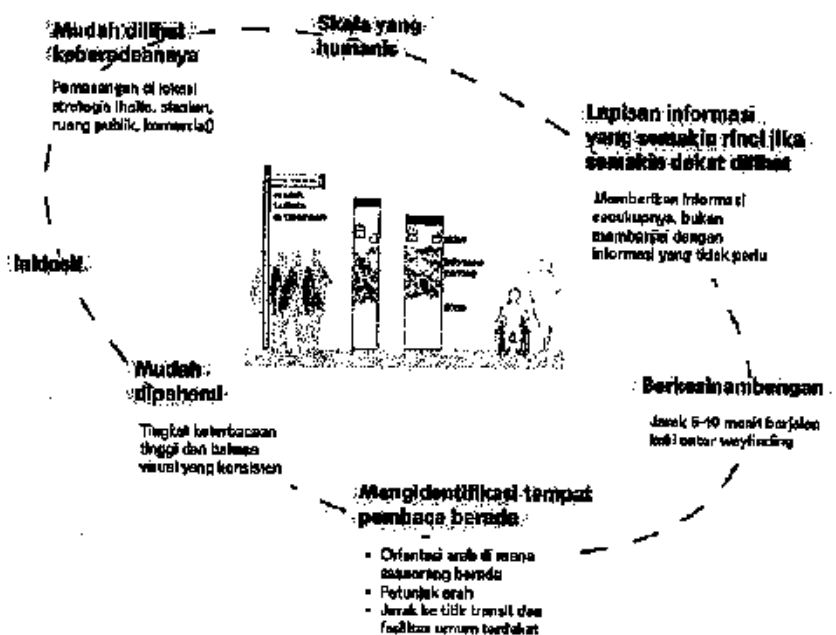 Mudah dilihat
keberadaannya
Pemasangan di lokasi
strategis (halte, stasiun,
ruang publik, komersial)
Skala yang
humanis
Lapisan informasi
yang semakin rinci jika
semakin dekat dilihat
Memberikan informasi
secukupnya, bukan
membanjiri dengan
informasi yang tidak perlu
Berkesinambungan
Jarak 5-10 menit berjalan
kaki antar wayfinding
Mengidentifikasi tempat
pembaca berada
• Orientasi arah di mana
seseorang berada
• Petunjuk arah
• Jarak ke titik transit dan
fasilitas umum terdekat
Mudah
dipahami
Tingkat keterbacaan
tinggi dan bahasa
visual yang konsisten
Inklusif
Informasi